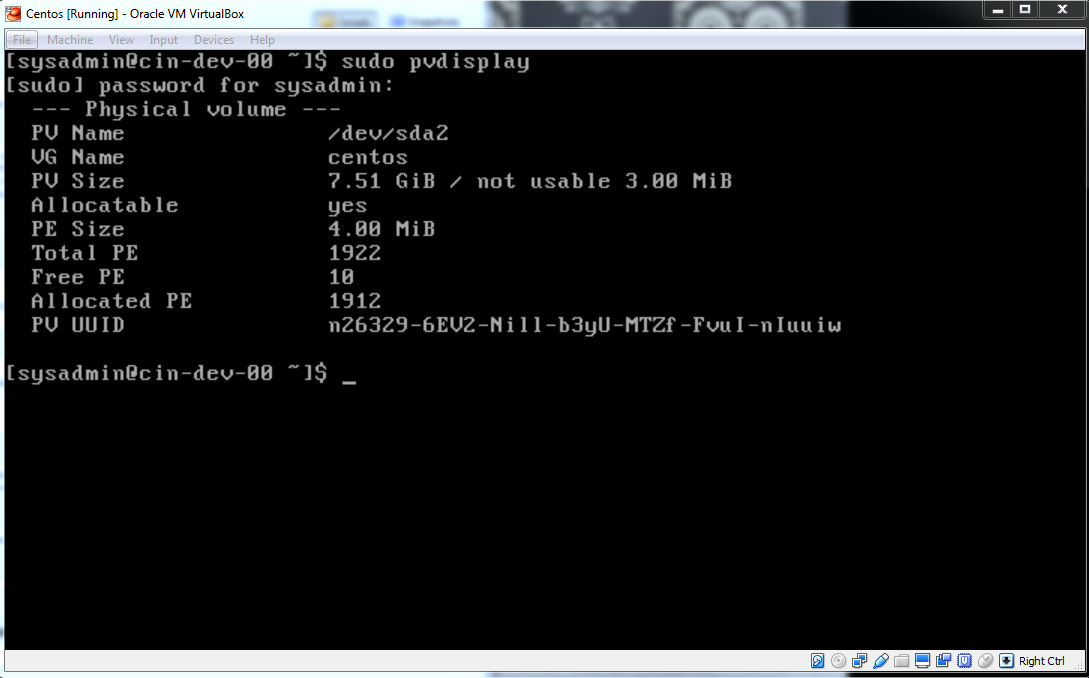 Centos [Running] - Oracle VM VirtualBox
File Machine View Input Devices Help
[sysadmin@cin-dev-00 ~]$ sudo pvdisplay
[sudo] password for sysadmin:
--- Physical volume ---
PV Name /dev/sda2
VG Name centos
PV Size 7.51 GiB / not usable 3.00 MiB
Allocatable yes
PE Size 4.00 MiB
Total PE 1922
Free PE 10
Allocated PE 1912
PV UUID n26329-6EV2-Nill-b3yU-MTZf-FvuI-nIuuiw
[sysadmin@cin-dev-00 ~]$ _
Right Ctrl